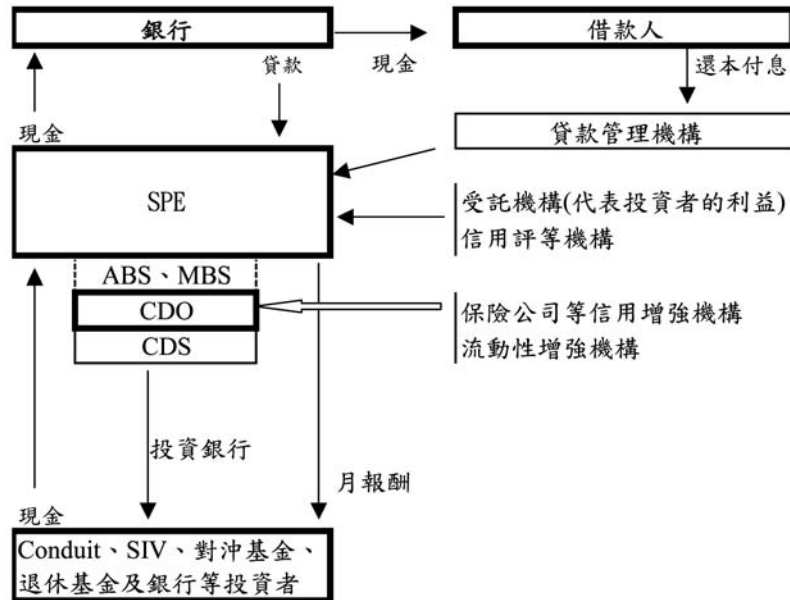 銀行
借款人
現金
貸款
還本付息
現金
貸款管理機構
SPE
受託機構(代表投資者的利益)
信用評等機構
ABS、MBS
CDO
CDS
保險公司等信用增強機構
流動性增強機構
投資銀行
月報酬
現金
Conduit、SIV、對沖基金、
退休基金及銀行等投資者